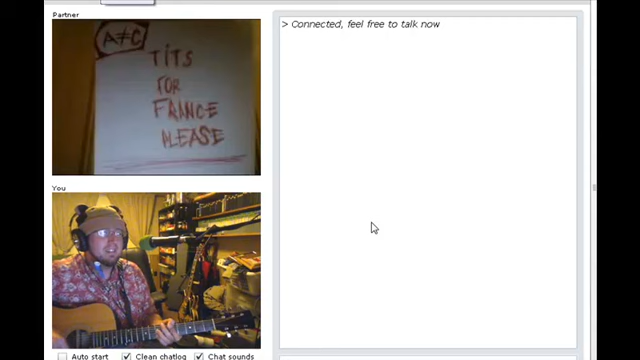 Partner
> Connected, feel free to talk now
A≠C
TITS
FOR
FRANCE
PLEASE
You
Auto start
Clean chatlog
Chat sounds